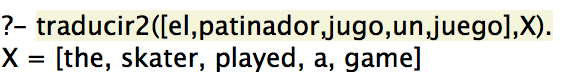 ?- traducir2([el,patinador,jugo,un,juego],X).
X = [the, skater, played, a, game]